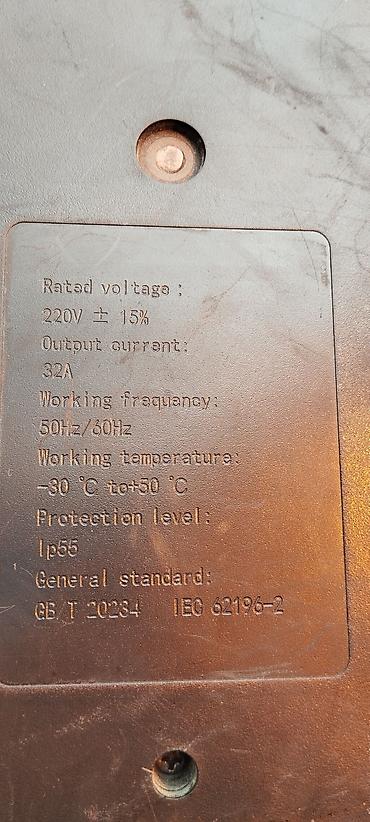 Rated voltage:
220V ± 15%
Output current:
32A
Working frequency:
50Hz/60Hz
Working temperature:
-30 ℃ to+50 ℃
Protection level:
Ip55
General standard:
GB/T 20234 IEC 62196-2